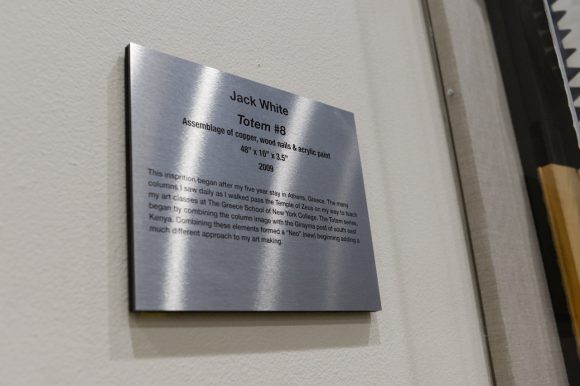 Jack White
Totem #8
Assemblage of copper, wood nails & acrylic paint
48" x 10" x 3.5"
2009
This inspirition began after my five year stay in Athens, Greece. The many
columns I saw daily as I walked pass the Temple of Zeus on my way to teach
my art classes at The Greece School of New York College. The Totem series,
began by combining the column image with the Girayma post of south east
Kenya. Combining these elements formed a "Neo" (new) beginning adding a
much different approach to my art making.